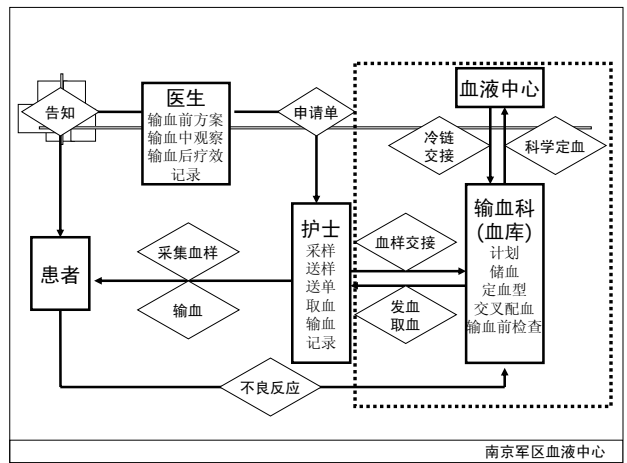 告知
医生
输血前方案
输血中观察
输血后疗效
记录
申请单
血液中心
冷链
交接
科学定血
患者
采集血样
输血
护士
采样
送样
送单
取血
输血
记录
血样交接
发血
取血
输血科
(血库)
计划
储血
定血型
交叉配血
输血前检查
不良反应
南京军区血液中心